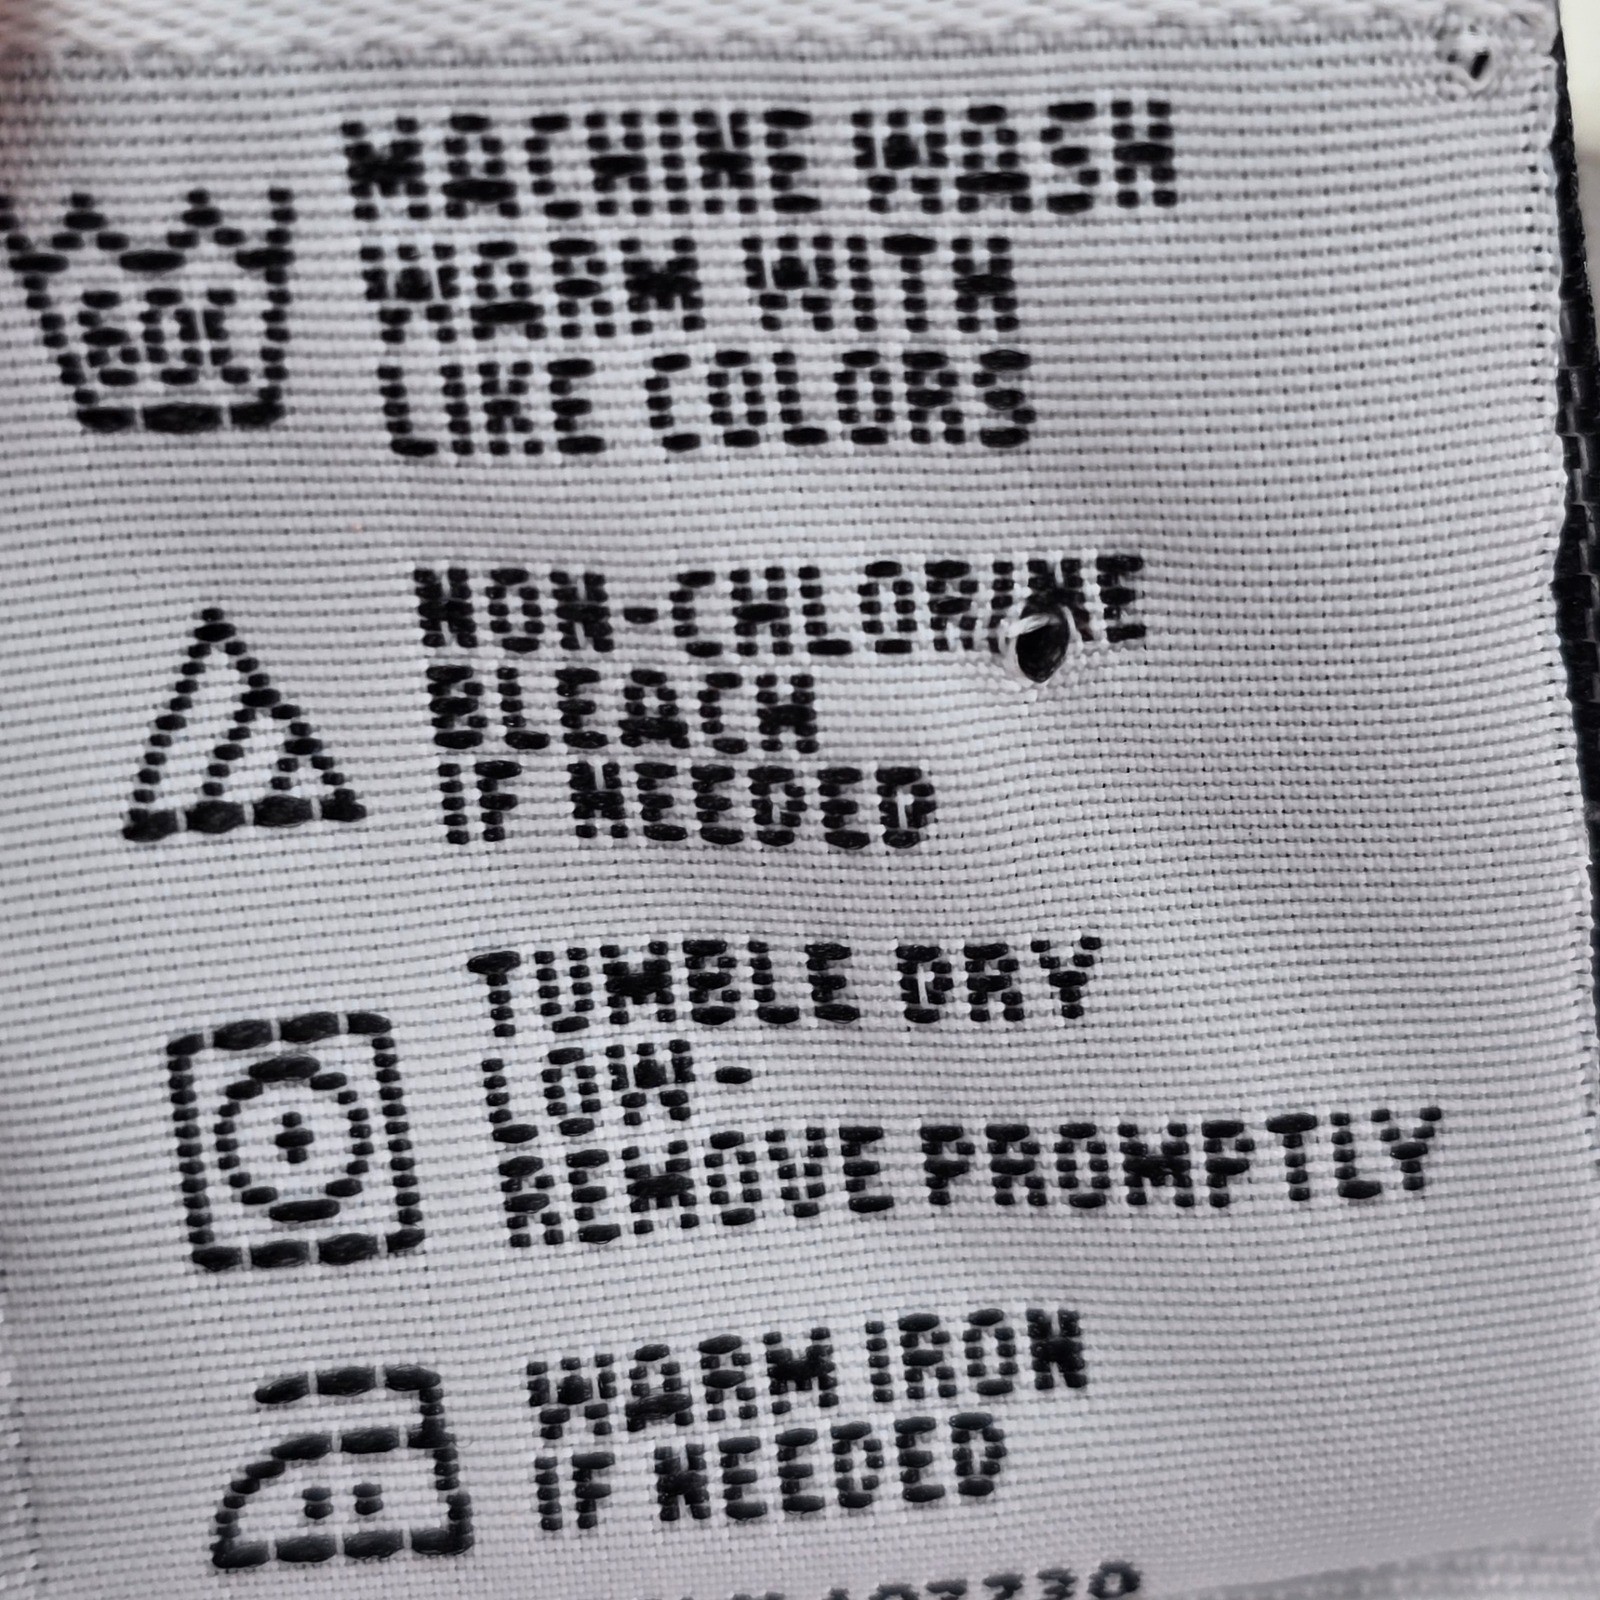 MACHINE WASH
WARM WITH
LIKE COLORS
NON-CHLORINE
BLEACH
IF NEEDED
TUMBLE DRY
LOW-
REMOVE PROMPTLY
WARM IRON
IF NEEDED